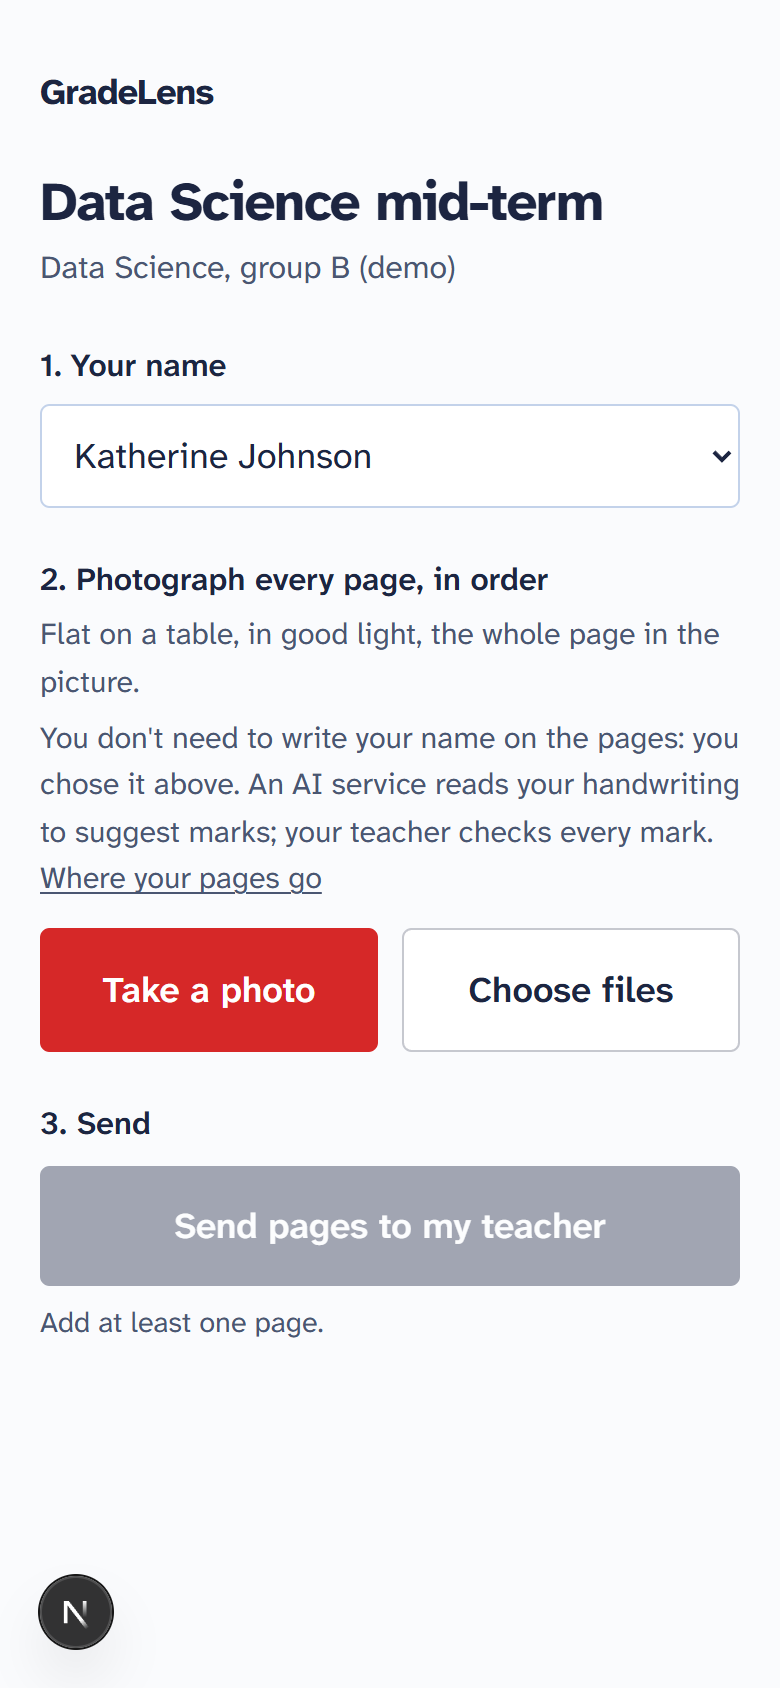 GradeLens
Data Science mid-term
Data Science, group B (demo)
1. Your name
Katherine Johnson
2. Photograph every page, in order
Flat on a table, in good light, the whole page in the
picture.
You don't need to write your name on the pages: you
chose it above. An AI service reads your handwriting
to suggest marks; your teacher checks every mark.
Where your pages go
Take a photo
Choose files
3. Send
Send pages to my teacher
Add at least one page.
N